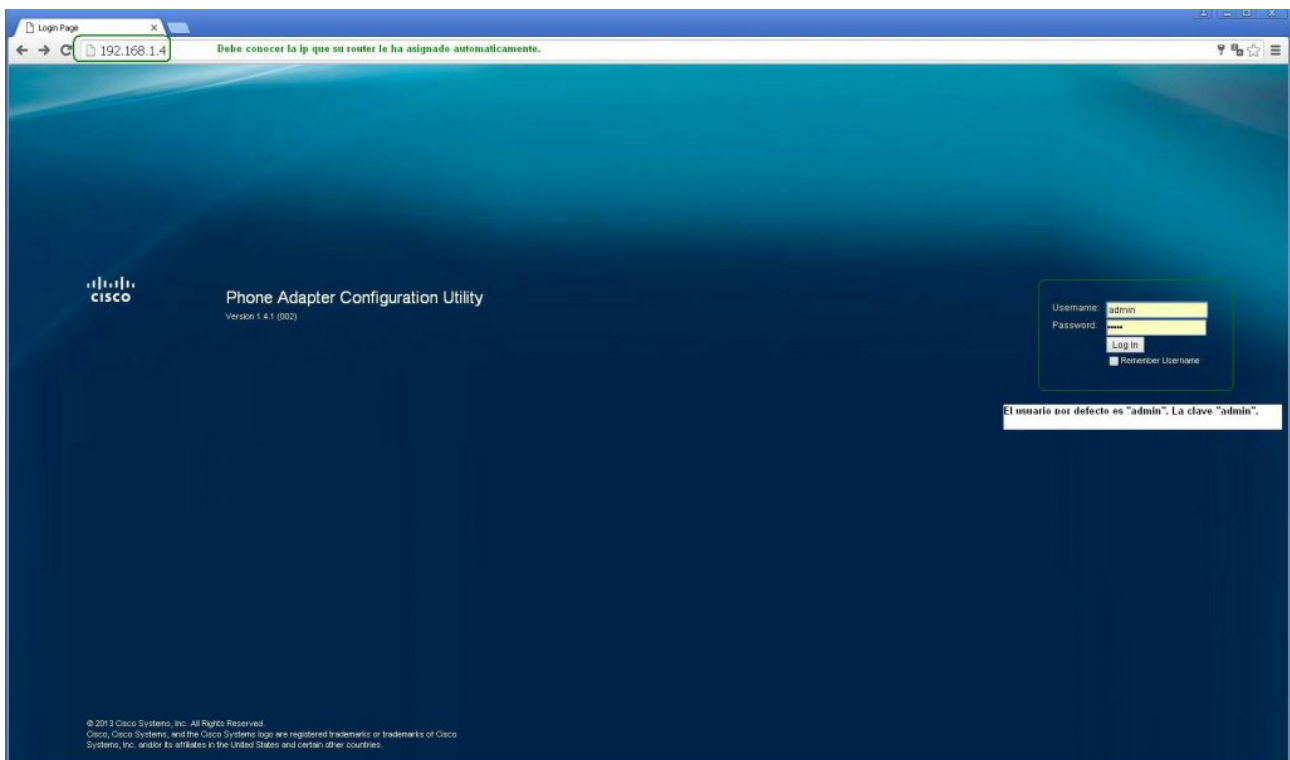 Login Page
192.168.1.4
Debe conocer la ip que su router le ha asignado automaticamente.
CISCO
Phone Adapter Configuration Utility
Version 1.4.1 (002)
Username: admin
Password: •••••
Log In
Remember Username
El usuario por defecto es "admin". La clave "admin".
© 2013 Cisco Systems, Inc. All Rights Reserved.
Cisco, Cisco Systems, and the Cisco Systems logo are registered trademarks or trademarks of Cisco
Systems, Inc. and/or its affiliates in the United States and certain other countries.